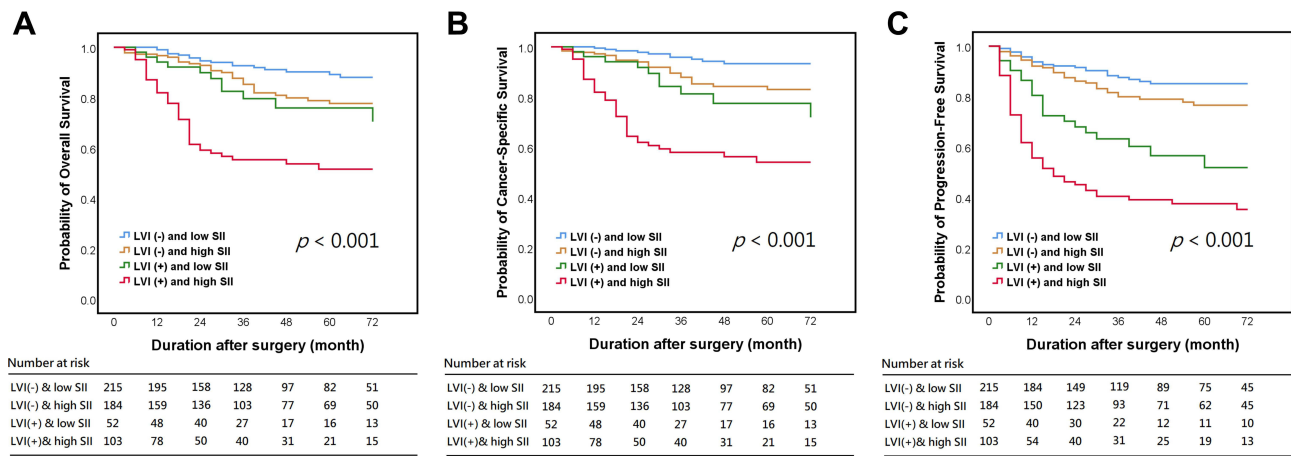 A
Probability of Overall Survival
1.0
0.8
0.6
0.4
0.2
0.0
LVI (-) and low SII
LVI (-) and high SII
LVI (+) and low SII
LVI (+) and high SII
p < 0.001
0 12 24 36 48 60 72
Duration after surgery (month)
Number at risk
LVI(-) & low SII 215 195 158 128 97 82 51
LVI(-)& high SII 184 159 136 103 77 69 50
LVI(+) & low SII 52 48 40 27 17 16 13
LVI(+)& high SII 103 78 50 40 31 21 15
B
Probability of Cancer-Specific Survival
1.0
0.8
0.6
0.4
0.2
0.0
LVI (-) and low SII
LVI (-) and high SII
LVI (+) and low SII
LVI (+) and high SII
p < 0.001
0 12 24 36 48 60 72
Duration after surgery (month)
Number at risk
LVI(-) & low SII 215 195 158 128 97 82 51
LVI(-)& high SII 184 159 136 103 77 69 50
LVI(+) & low SII 52 48 40 27 17 16 13
LVI(+)& high SII 103 78 50 40 31 21 15
C
Probability of Progression-Free Survival
1.0
0.8
0.6
0.4
0.2
0.0
LVI (-) and low SII
LVI (-) and high SII
LVI (+) and low SII
LVI (+) and high SII
p < 0.001
0 12 24 36 48 60 72
Duration after surgery (month)
Number at risk
LVI(-) & low SII 215 184 149 119 89 75 45
LVI(-)& high SII 184 150 123 93 71 62 45
LVI(+) & low SII 52 40 30 22 12 11 10
LVI(+)& high SII 103 54 40 31 25 19 13